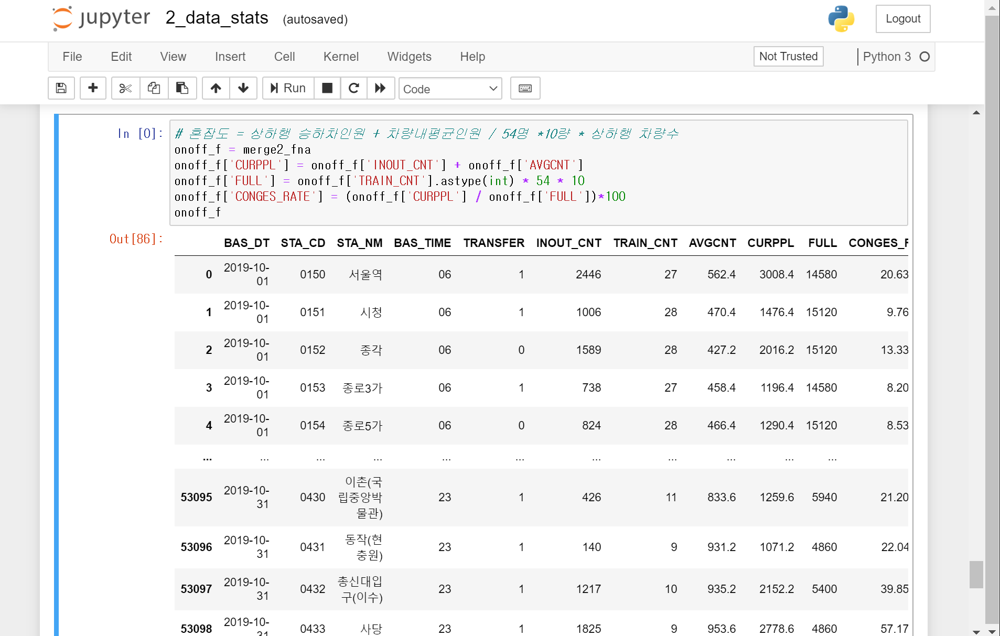 jupyter 2_data_stats (autosaved) Logout
File Edit View Insert Cell Kernel Widgets Help Not Trusted Python 3
Run Code
In [0]:
# 혼잡도 = 상하행 승하차인원 + 차량내평균인원 / 54명 *10량 * 상하행 차량수
onoff_f = merge2_fna
onoff_f['CURPPL'] = onoff_f['INOUT_CNT'] + onoff_f['AVGCNT']
onoff_f['FULL'] = onoff_f['TRAIN_CNT'].astype(int) * 54 * 10
onoff_f['CONGES_RATE'] = (onoff_f['CURPPL'] / onoff_f['FULL'])*100
onoff_f
Out[86]:
BAS_DT STA_CD STA_NM BAS_TIME TRANSFER INOUT_CNT TRAIN_CNT AVGCNT CURPPL FULL CONGES_F
0 2019-10-01 0150 서울역 06 1 2446 27 562.4 3008.4 14580 20.63
1 2019-10-01 0151 시청 06 1 1006 28 470.4 1476.4 15120 9.76
2 2019-10-01 0152 종각 06 0 1589 28 427.2 2016.2 15120 13.33
3 2019-10-01 0153 종로3가 06 1 738 27 458.4 1196.4 14580 8.20
4 2019-10-01 0154 종로5가 06 0 824 28 466.4 1290.4 15120 8.53
... ... ... ... ... ... ... ... ... ... ...
53095 2019-10-31 0430 이촌(국립중앙박물관) 23 1 426 11 833.6 1259.6 5940 21.20
53096 2019-10-31 0431 동작(현충원) 23 1 140 9 931.2 1071.2 4860 22.04
53097 2019-10-31 0432 총신대입구(이수) 23 1 1217 10 935.2 2152.2 5400 39.85
53098 2019-10-31 0433 사당 23 1 1825 9 953.6 2778.6 4860 57.17